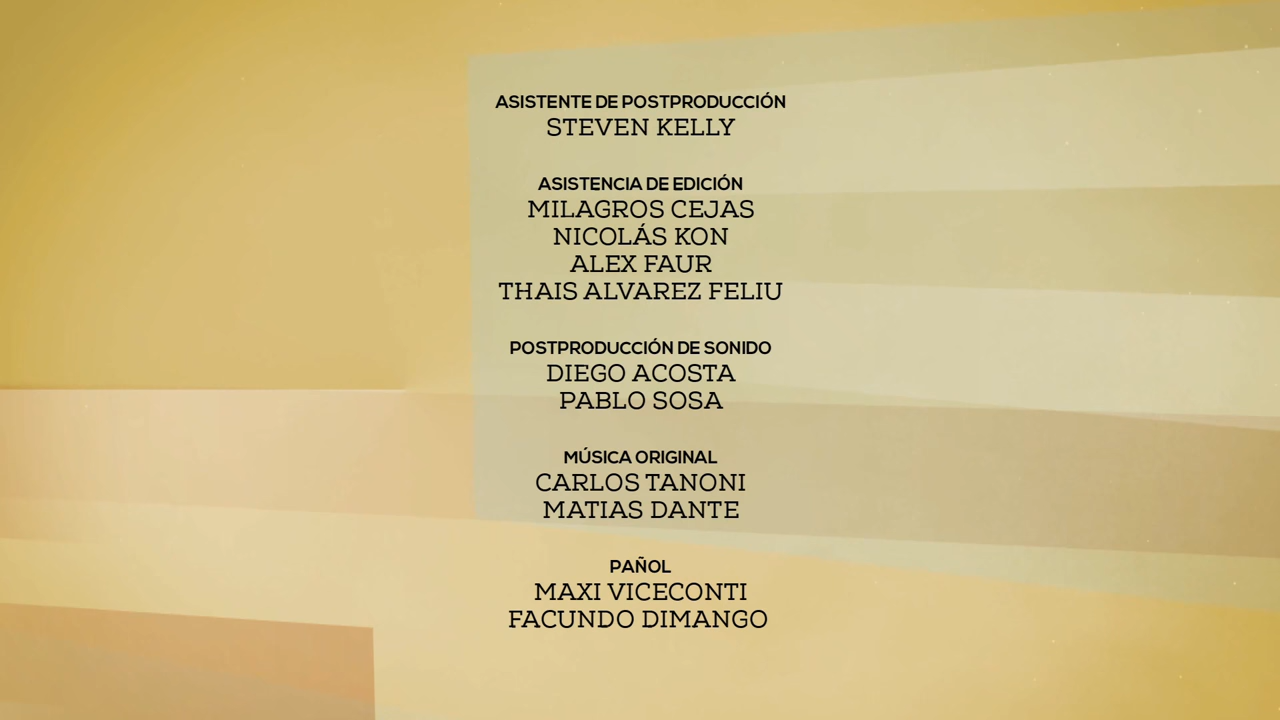 ASISTENTE DE POSTPRODUCCIÓN
STEVEN KELLY
ASISTENCIA DE EDICIÓN
MILAGROS CEJAS
NICOLÁS KON
ALEX FAUR
THAIS ALVAREZ FELIU
POSTPRODUCCIÓN DE SONIDO
DIEGO ACOSTA
PABLO SOSA
MÚSICA ORIGINAL
CARLOS TANONI
MATIAS DANTE
PAÑOL
MAXI VICECONTI
FACUNDO DIMANGO